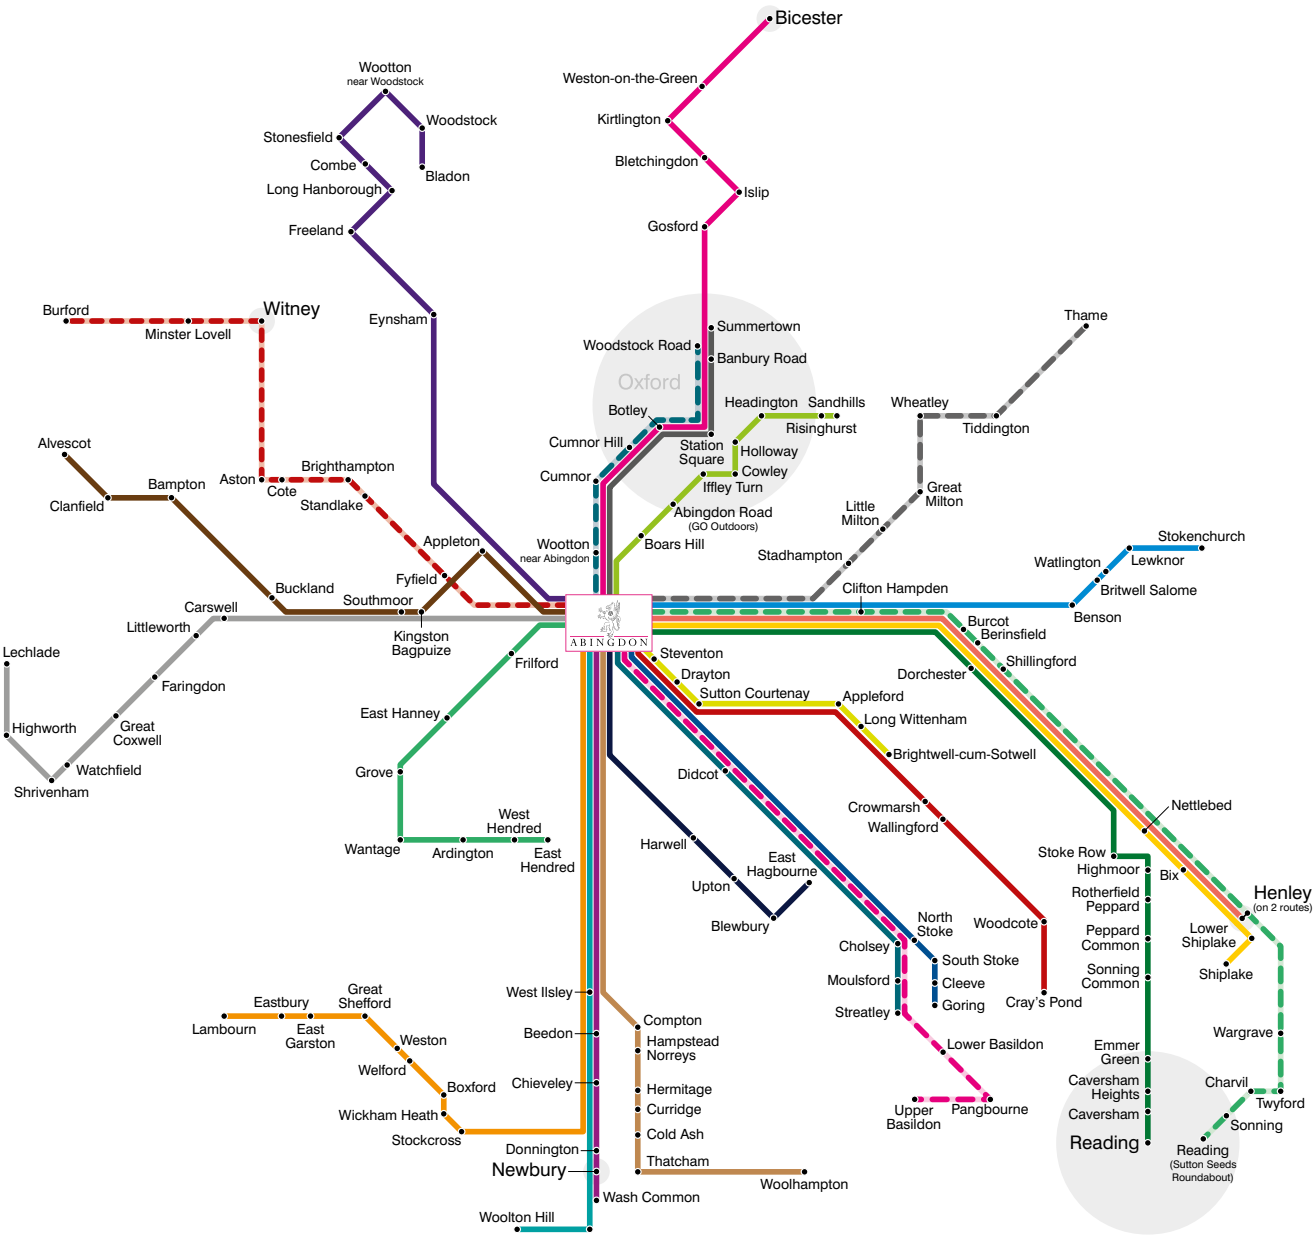 Bicester
Wootton
near Woodstock
Weston-on-the-Green
Kirtlington
Woodstock
Stonesfield
Combe
Bladon
Bletchingdon
Long Hanborough
Islip
Freeland
Gosford
Burford
Witney
Minster Lovell
Eynsham
Summertown
Woodstock Road
Banbury Road
Oxford
Thame
Headington
Sandhills
Risinghurst
Wheatley
Tiddington
Botley
Cumnor Hill
Station
Square
Holloway
Cumnor
Cowley
Iffley Turn
Alvescot
Clanfield
Bampton
Aston
Cote
Brighthampton
Standlake
Abingdon Road
(GO Outdoors)
Great
Milton
Little
Milton
Appleton
Wootton
near Abingdon
Boars Hill
Stadhampton
Stokenchurch
Watlington
Lewknor
Fyfield
Britwell Salome
Buckland
Southmoor
Clifton Hampden
Benson
Carswell
Littleworth
Kingston
Bagpuize
ABINGDON
Burcot
Berinsfield
Lechlade
Frilford
Steventon
Shillingford
Faringdon
Drayton
Dorchester
Sutton Courtenay
Appleford
East Hanney
Highworth
Great
Coxwell
Long Wittenham
Brightwell-cum-Sotwell
Watchfield
Grove
Didcot
Shrivenham
Crowmarsh
Wallingford
Nettlebed
West
Hendred
Wantage
Ardington
East
Hendred
Harwell
Stoke Row
East
Hagbourne
Highmoor
Bix
Upton
Rotherfield
Peppard
Henley
(on 2 routes)
Blewbury
North
Stoke
Woodcote
Peppard
Common
Lower
Shiplake
Cholsey
South Stoke
Shiplake
Moulsford
Cleeve
Sonning
Common
West Ilsley
Great
Shefford
Eastbury
Lambourn
East
Garston
Streatley
Goring
Cray's Pond
Compton
Beedon
Weston
Hampstead
Norreys
Lower Basildon
Emmer
Green
Wargrave
Welford
Chieveley
Boxford
Hermitage
Caversham
Heights
Charvil
Twyford
Wickham Heath
Curridge
Upper
Basildon
Pangbourne
Caversham
Sonning
Stockcross
Cold Ash
Donnington
Thatcham
Reading
Reading
(Sutton Seeds
Roundabout)
Newbury
Woolhampton
Wash Common
Woolton Hill